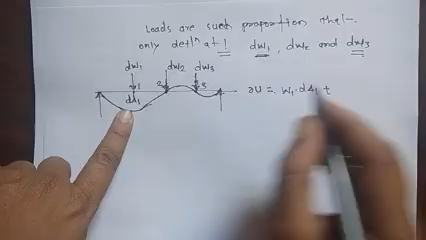 Loads are such proportion that
only defl^n at 1 dw1, dw2 and dw3
dw1 dw2 dw3
1 2 3
dΔ1
∂U = w1·dΔ1 +